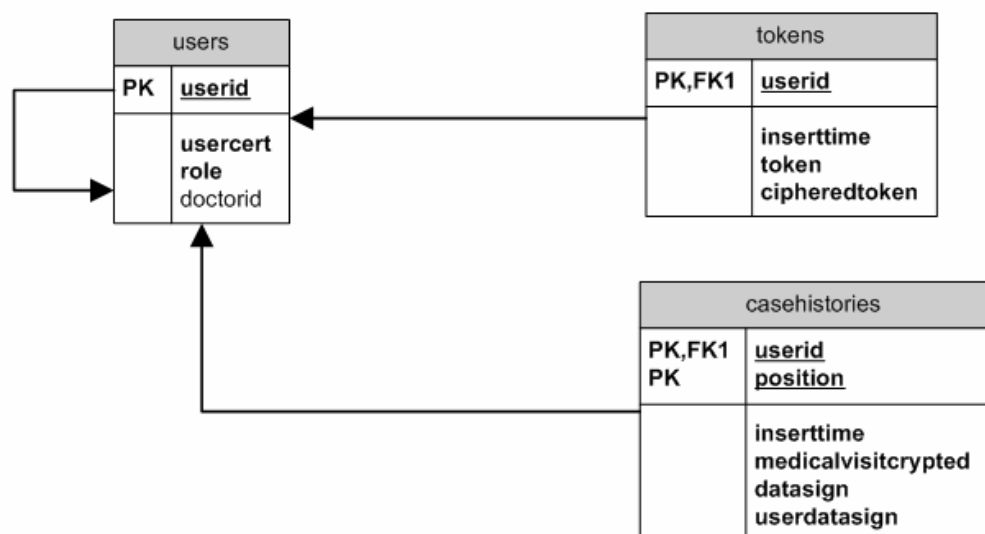 users
PK userid
usercert
role
doctorid
tokens
PK,FK1 userid
inserttime
token
cipheredtoken
casehistories
PK,FK1 userid
PK position
inserttime
medicalvisitcrypted
datasign
userdatasign